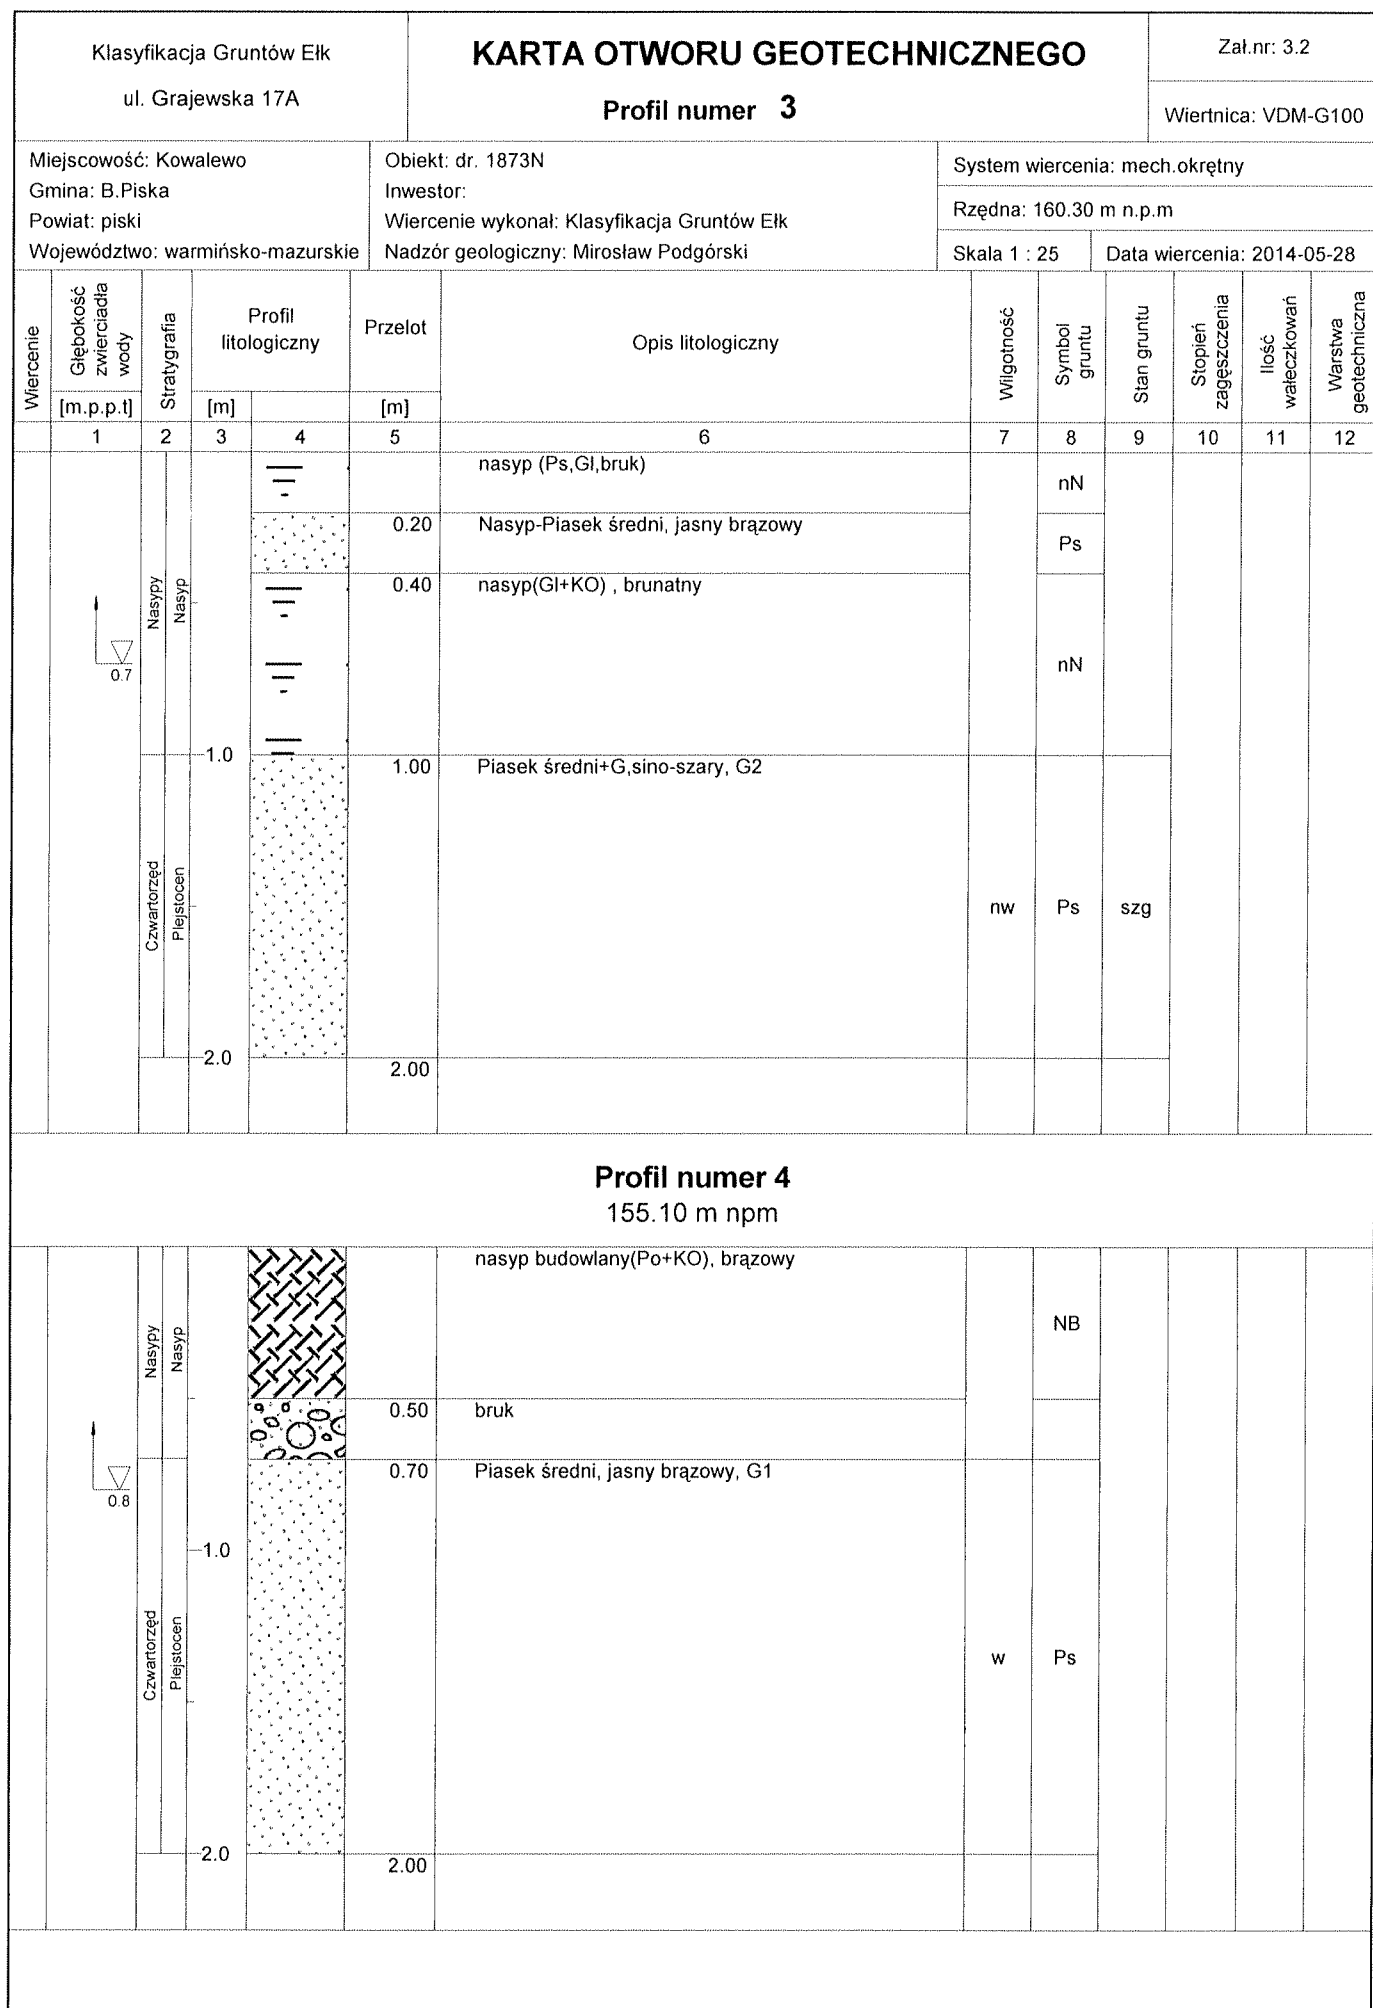 Klasyfikacja Gruntów Ełk
ul. Grajewska 17A
KARTA OTWORU GEOTECHNICZNEGO
Profil numer 3
Zał.nr: 3.2
Wiertnica: VDM-G100
Miejscowość: Kowalewo
Gmina: B.Piska
Powiat: piski
Województwo: warmińsko-mazurskie
Obiekt: dr. 1873N
Inwestor:
Wiercenie wykonał: Klasyfikacja Gruntów Ełk
Nadzór geologiczny: Mirosław Podgórski
System wiercenia: mech.okrętny
Rzędna: 160.30 m n.p.m
Skala 1 : 25
Data wiercenia: 2014-05-28
Wiercenie
Głębokość zwierciadła wody
[m.p.p.t]
Stratygrafia
Profil
litologiczny
[m]
Przelot
[m]
Opis litologiczny
Wilgotność
Symbol gruntu
Stan gruntu
Stopień zagęszczenia
Ilość wałeczkowań
Warstwa geotechniczna
1 2 3 4 5 6 7 8 9 10 11 12
nasyp (Ps,Gl,bruk)
nN
0.20 Nasyp-Piasek średni, jasny brązowy
Ps
0.40 nasyp(Gl+KO) , brunatny
Nasypy
Nasyp
0.7
nN
1.0
1.00 Piasek średni+G,sino-szary, G2
Czwartorzęd
Plejstocen
nw Ps szg
2.0
2.00
Profil numer 4
155.10 m npm
nasyp budowlany(Po+KO), brązowy
Nasypy
Nasyp
NB
0.50 bruk
0.70 Piasek średni, jasny brązowy, G1
0.8
1.0
Czwartorzęd
Plejstocen
w Ps
2.0
2.00